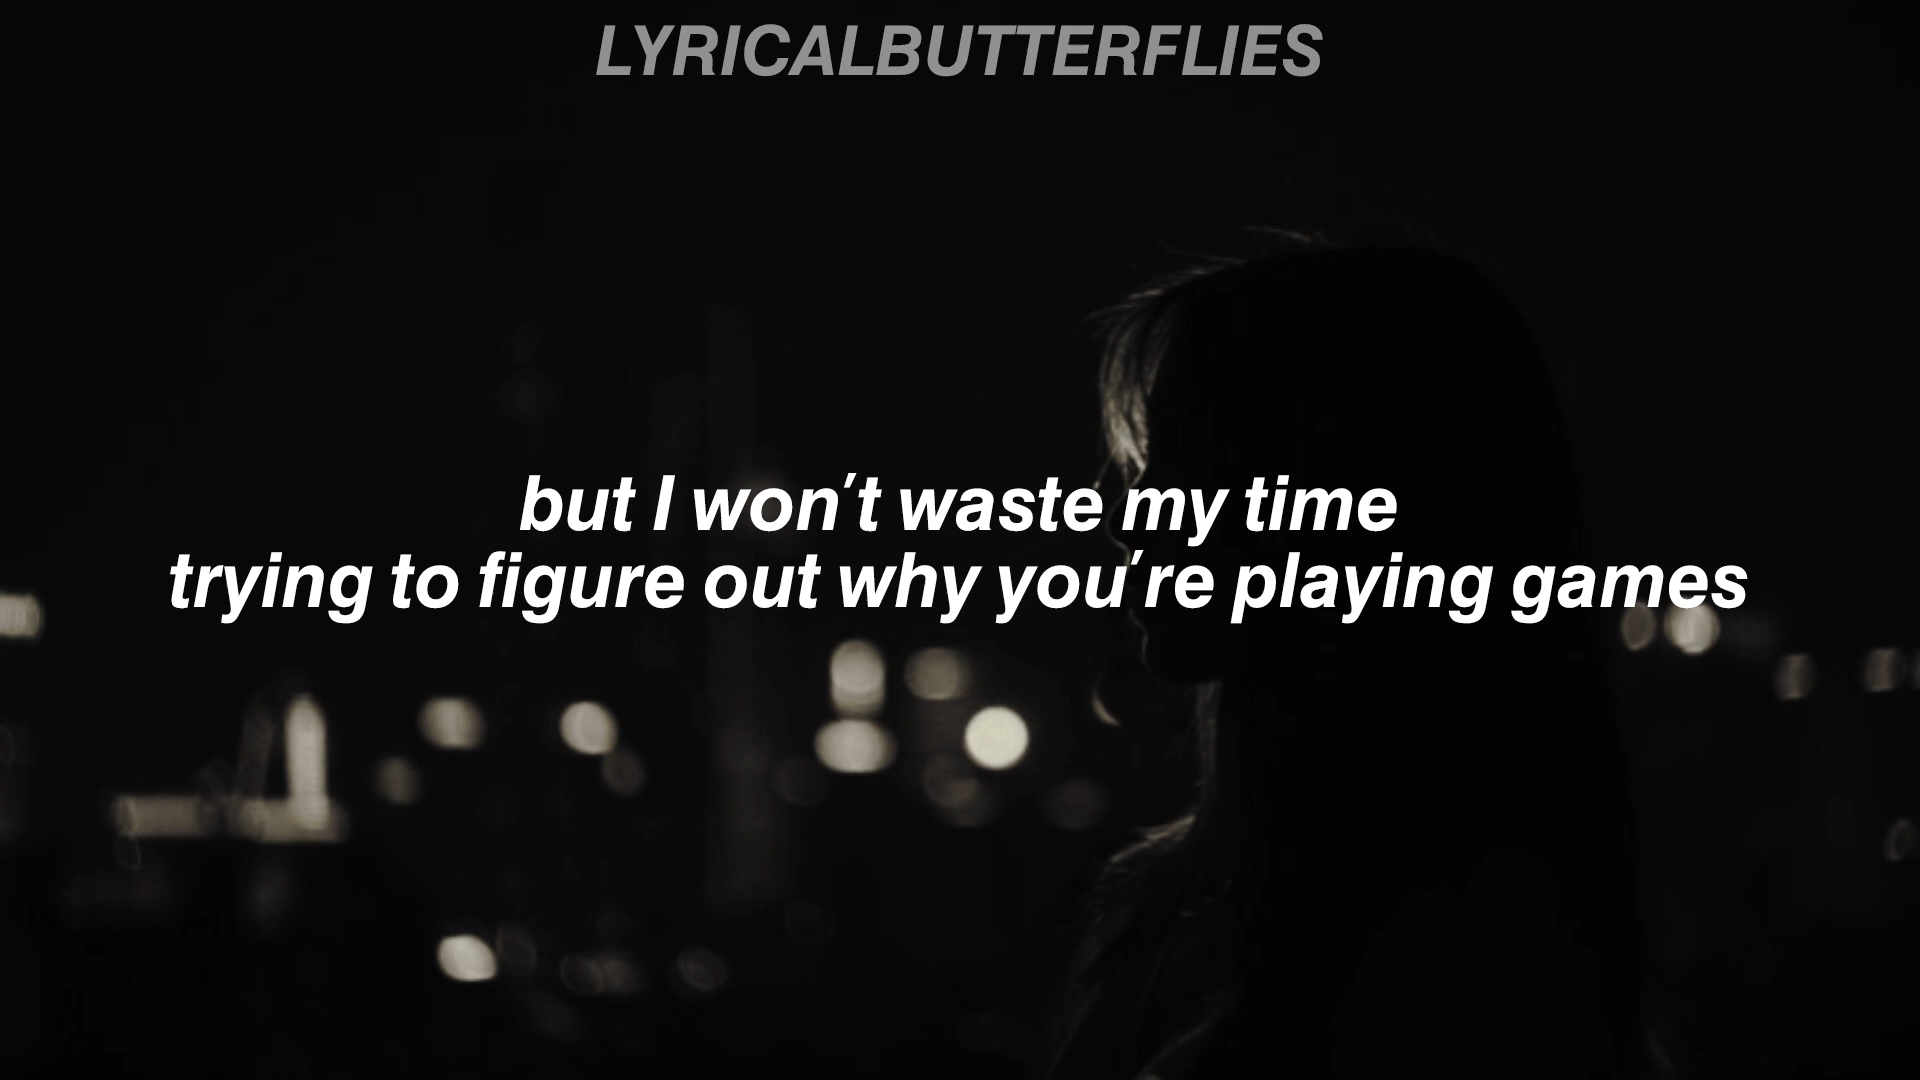 LYRICALBUTTERFLIES
but I won't waste my time
trying to figure out why you're playing games